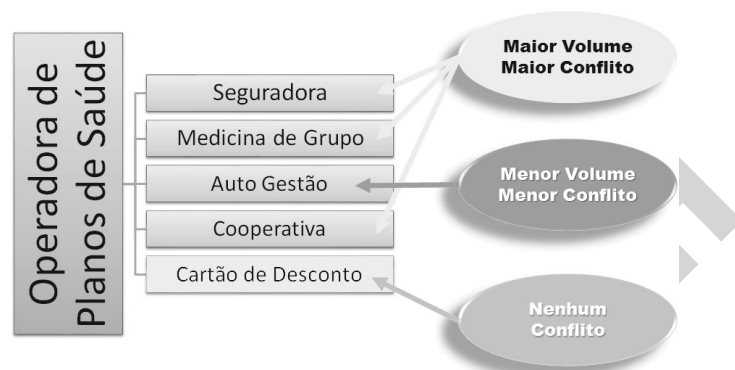 Operadora de
Planos de Saúde
Seguradora
Medicina de Grupo
Auto Gestão
Cooperativa
Cartão de Desconto
Maior Volume
Maior Conflito
Menor Volume
Menor Conflito
Nenhum
Conflito